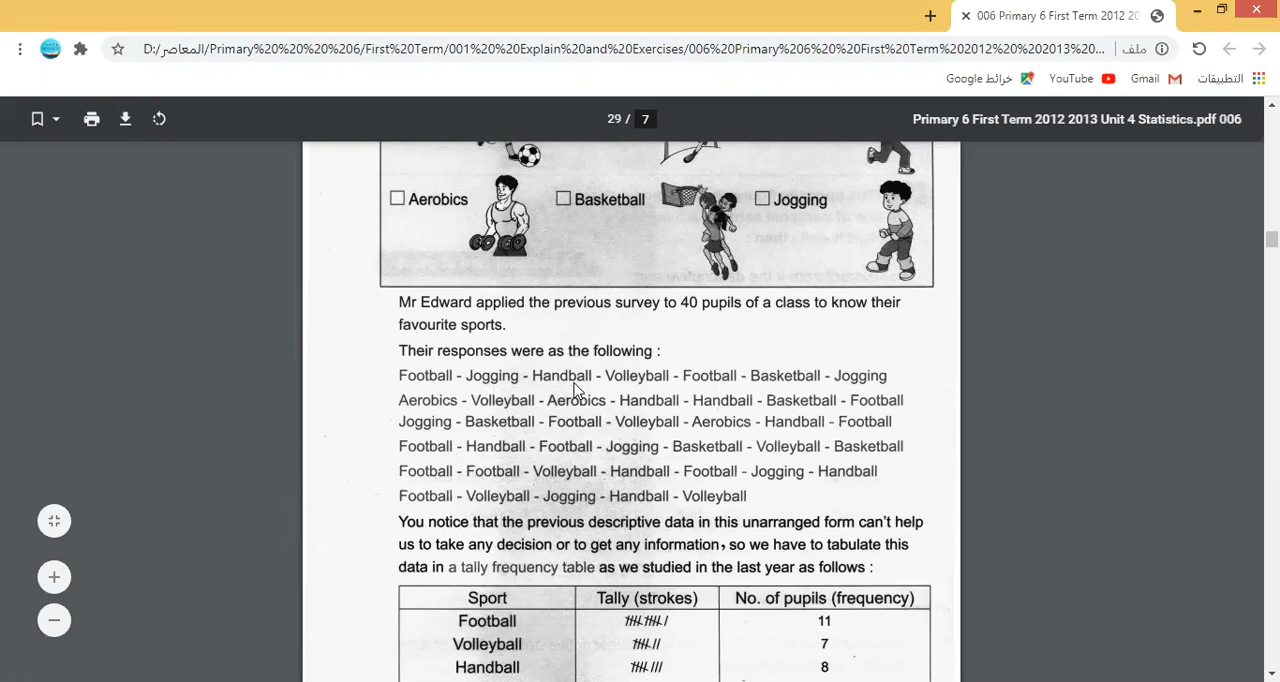 006 Primary 6 First Term 2012 20
D:/المعاصر/Primary%20%20%20%206/First%20Term/001%20%20Explain%20and%20Exercises/006%20Primary%206%20%20First%20Term%202012%20%202013%20%... ملف
خرائط Google YouTube Gmail التطبيقات
29 / 7
Primary 6 First Term 2012 2013 Unit 4 Statistics.pdf 006
Aerobics Basketball Jogging
Mr Edward applied the previous survey to 40 pupils of a class to know their
favourite sports.
Their responses were as the following :
Football - Jogging - Handball - Volleyball - Football - Basketball - Jogging
Aerobics - Volleyball - Aerobics - Handball - Handball - Basketball - Football
Jogging - Basketball - Football - Volleyball - Aerobics - Handball - Football
Football - Handball - Football - Jogging - Basketball - Volleyball - Basketball
Football - Football - Volleyball - Handball - Football - Jogging - Handball
Football - Volleyball - Jogging - Handball - Volleyball
You notice that the previous descriptive data in this unarranged form can't help
us to take any decision or to get any information, so we have to tabulate this
data in a tally frequency table as we studied in the last year as follows :
Sport Tally (strokes) No. of pupils (frequency)
Football 11
Volleyball 7
Handball 8